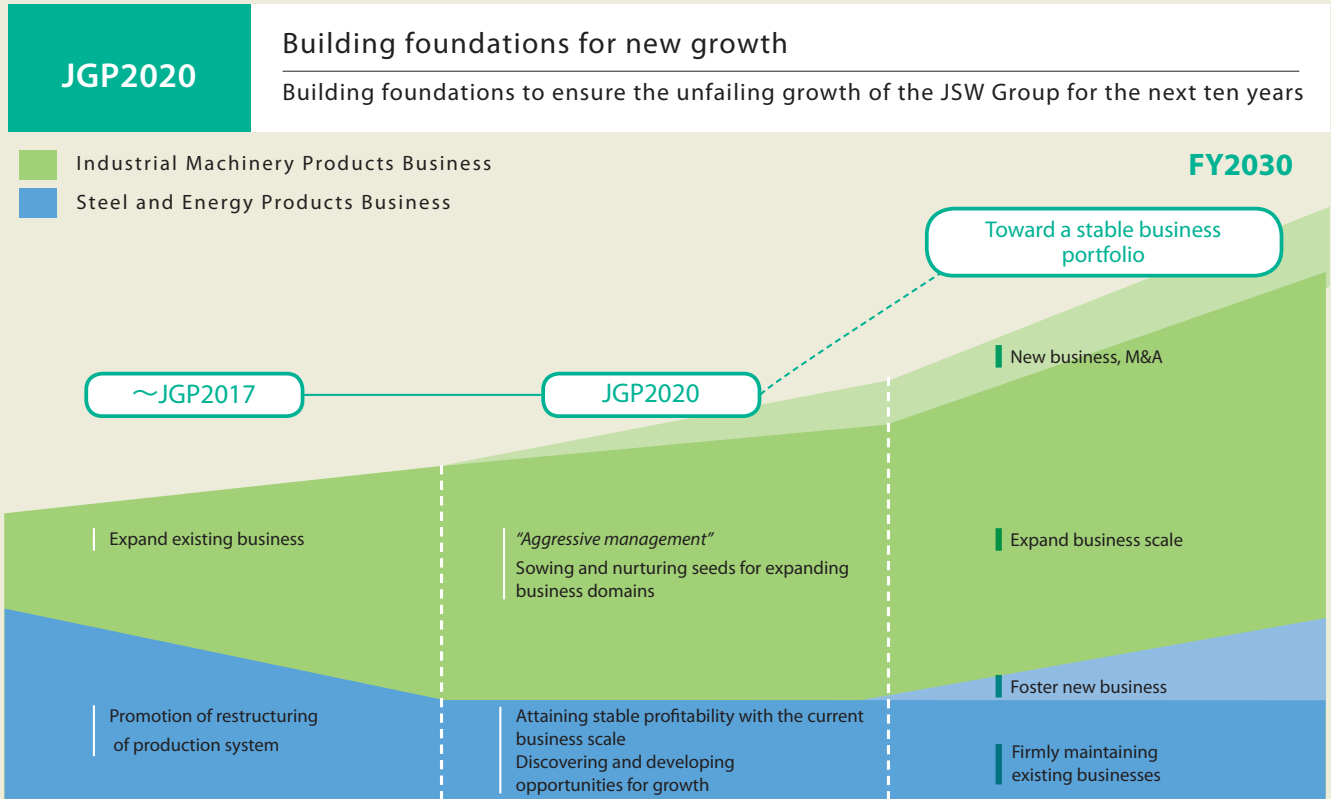 JGP2020
Building foundations for new growth
Building foundations to ensure the unfailing growth of the JSW Group for the next ten years
Industrial Machinery Products Business
Steel and Energy Products Business
FY2030
Toward a stable business
portfolio
～JGP2017
JGP2020
New business, M&A
Expand existing business
"Aggressive management"
Sowing and nurturing seeds for expanding
business domains
Expand business scale
Foster new business
Promotion of restructuring
of production system
Attaining stable profitability with the current
business scale
Discovering and developing
opportunities for growth
Firmly maintaining
existing businesses